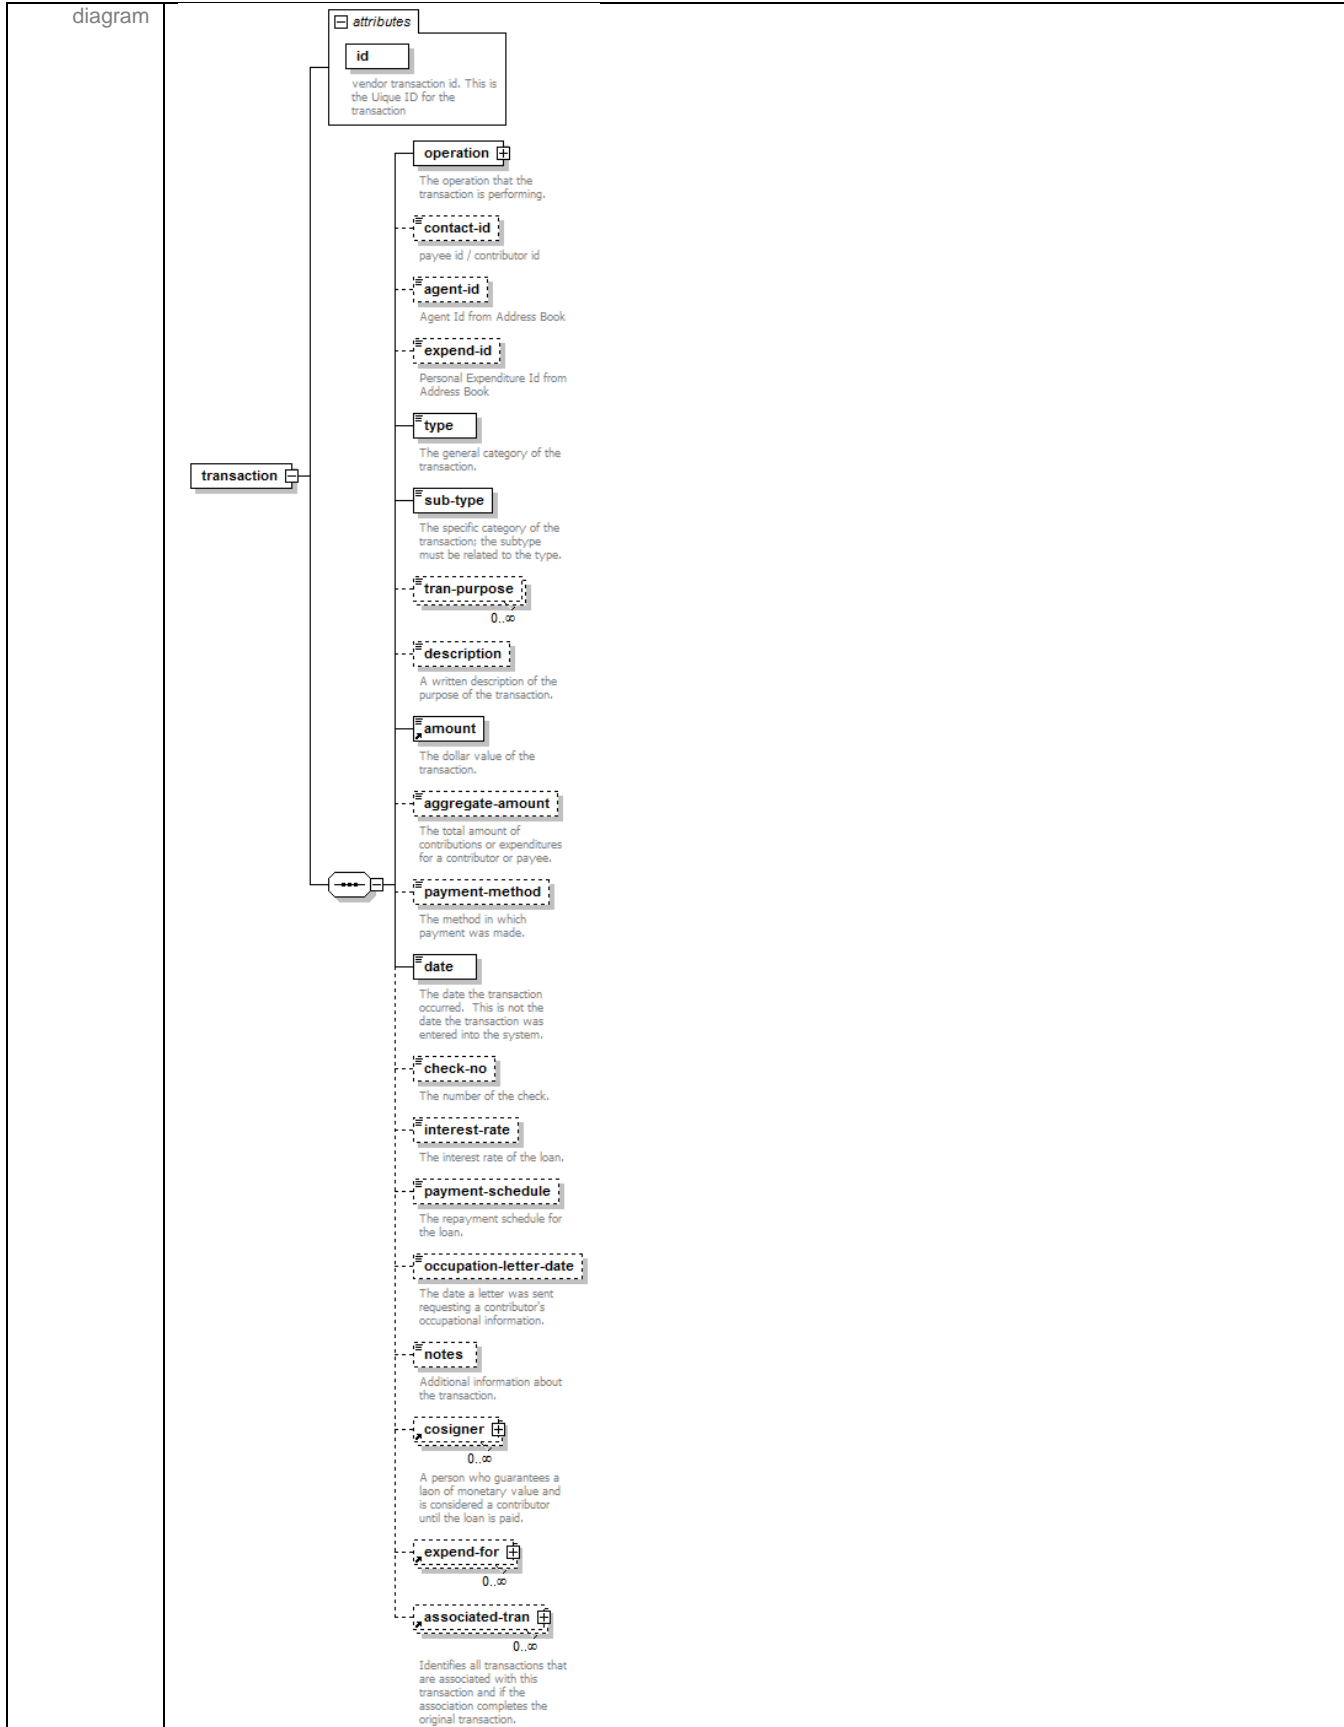 diagram
attributes
id
vendor transaction id. This is
the Uique ID for the
transaction
operation
The operation that the
transaction is performing.
contact-id
payee id / contributor id
agent-id
Agent Id from Address Book
expend-id
Personal Expenditure Id from
Address Book
type
The general category of the
transaction.
transaction
sub-type
The specific category of the
transaction; the subtype
must be related to the type.
tran-purpose
0..∞
description
A written description of the
purpose of the transaction.
amount
The dollar value of the
transaction.
aggregate-amount
The total amount of
contributions or expenditures
for a contributor or payee.
payment-method
The method in which
payment was made.
date
The date the transaction
occurred. This is not the
date the transaction was
entered into the system.
check-no
The number of the check.
interest-rate
The interest rate of the loan.
payment-schedule
The repayment schedule for
the loan.
occupation-letter-date
The date a letter was sent
requesting a contributor's
occupational information.
notes
Additional information about
the transaction.
cosigner
0..∞
A person who guarantees a
laon of monetary value and
is considered a contributor
until the loan is paid.
expend-for
0..∞
associated-tran
0..∞
Identifies all transactions that
are associated with this
transaction and if the
association completes the
original transaction.